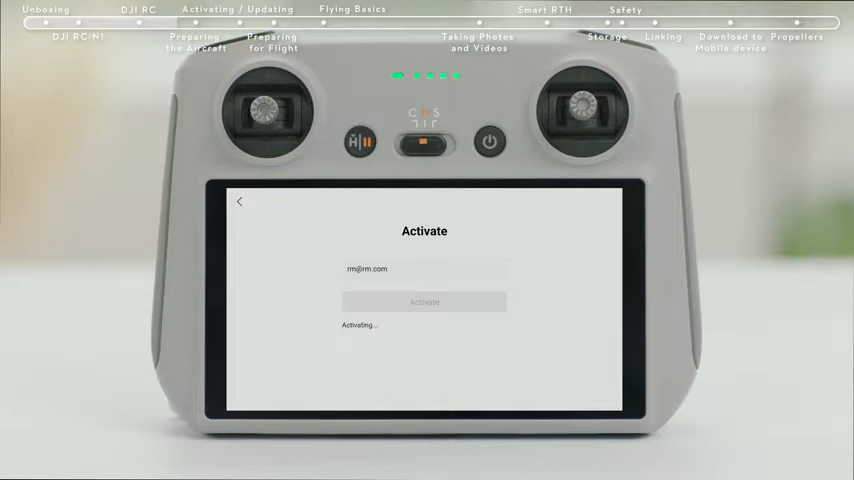 Unboxing
DJI RC
Activating / Updating
Flying Basics
Smart RTH
Safety
DJI RC-N1
Preparing
the Aircraft
Preparing
for Flight
Taking Photos
and Videos
Storage
Linking
Download to
Mobile device
Propellers
C N S
H
Activate
rm@rm.com
Activate
Activating...